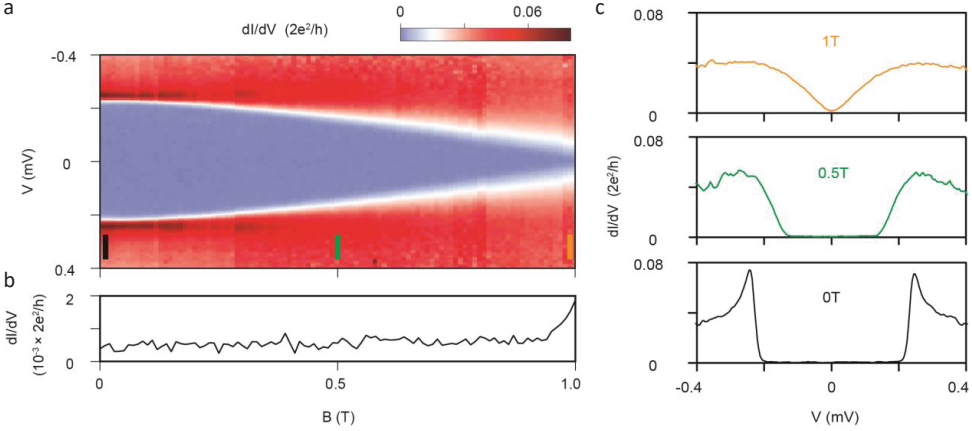 a
dI/dV (2e²/h)
0
0.06
-0.4
0
0.4
V (mV)
b
2
0
dI/dV
(10⁻³ × 2e²/h)
0
0.5
1.0
B (T)
c
0.08
1T
0
0.08
0.5T
0
dI/dV (2e²/h)
0.08
0T
0
-0.4
0
0.4
V (mV)